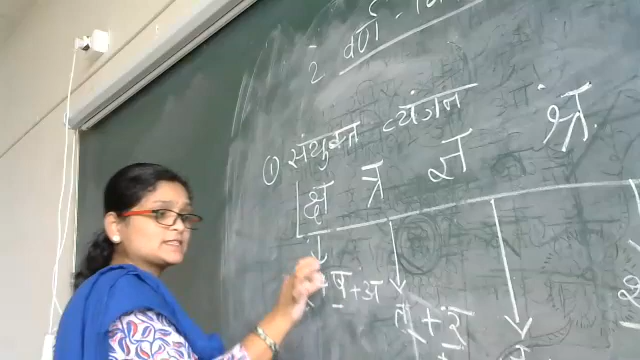 2 वर्ण -
① संयुक्त व्यंजन
क्ष त्र ज्ञ श्र
+ ष् + अ
त् + र्